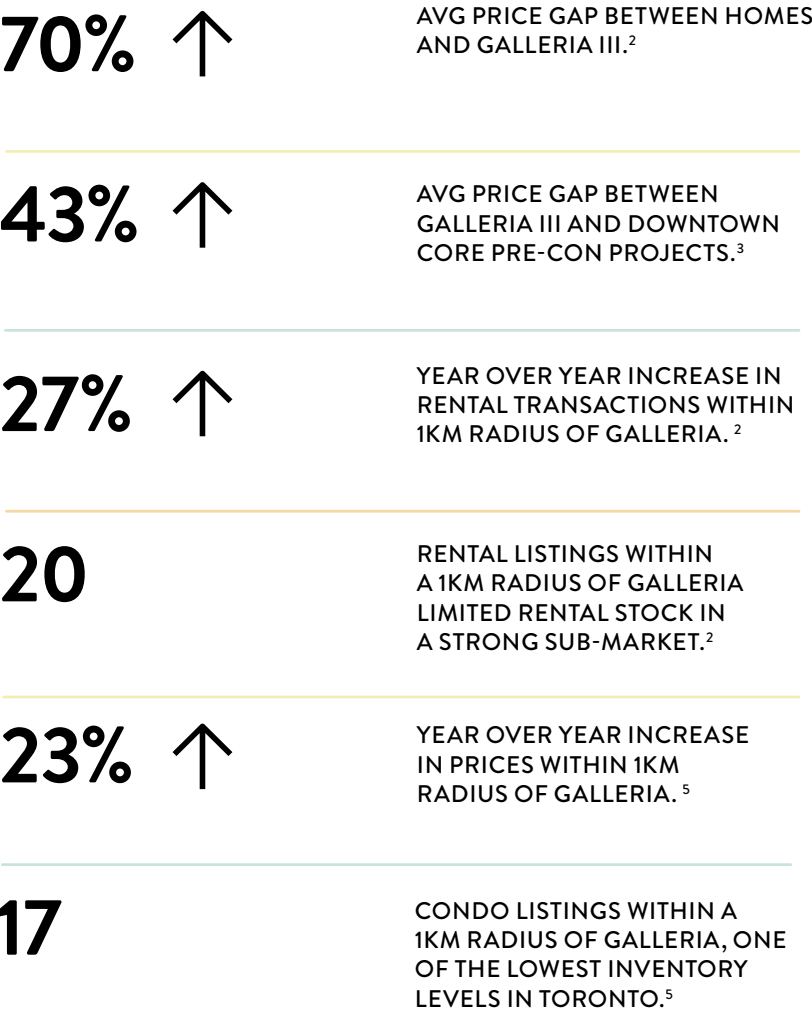 70% ↑
AVG PRICE GAP BETWEEN HOMES
AND GALLERIA III.²
43% ↑
AVG PRICE GAP BETWEEN
GALLERIA III AND DOWNTOWN
CORE PRE-CON PROJECTS.³
27% ↑
YEAR OVER YEAR INCREASE IN
RENTAL TRANSACTIONS WITHIN
1KM RADIUS OF GALLERIA. ²
20
RENTAL LISTINGS WITHIN
A 1KM RADIUS OF GALLERIA
LIMITED RENTAL STOCK IN
A STRONG SUB-MARKET.²
23% ↑
YEAR OVER YEAR INCREASE
IN PRICES WITHIN 1KM
RADIUS OF GALLERIA. ⁵
17
CONDO LISTINGS WITHIN A
1KM RADIUS OF GALLERIA, ONE
OF THE LOWEST INVENTORY
LEVELS IN TORONTO.⁵